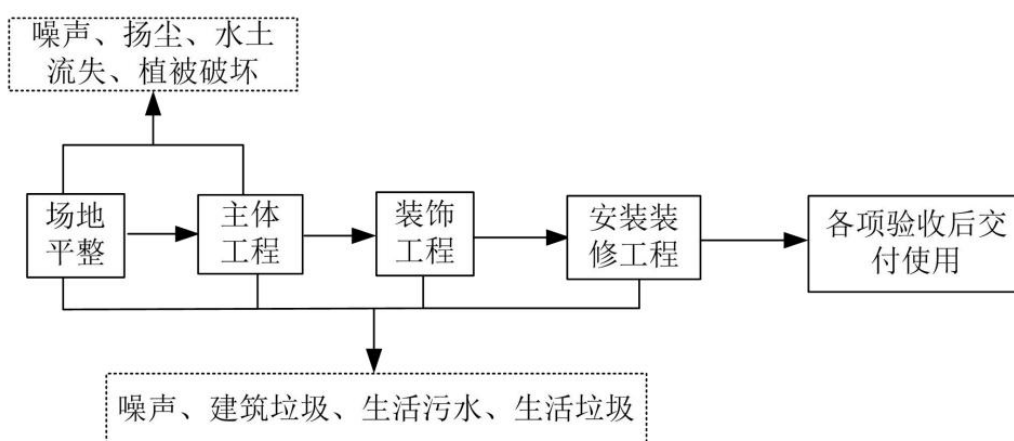 噪声、扬尘、水土
流失、植被破坏
场地
平整
主体
工程
装饰
工程
安装装
修工程
各项验收后交
付使用
噪声、建筑垃圾、生活污水、生活垃圾